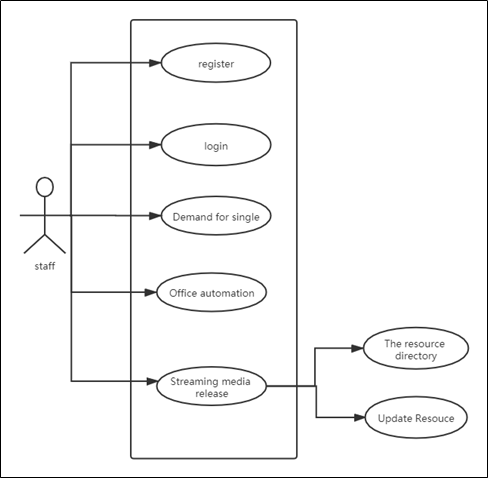 register
login
Demand for single
staff
Office automation
Streaming media
release
The resource
directory
Update Resouce